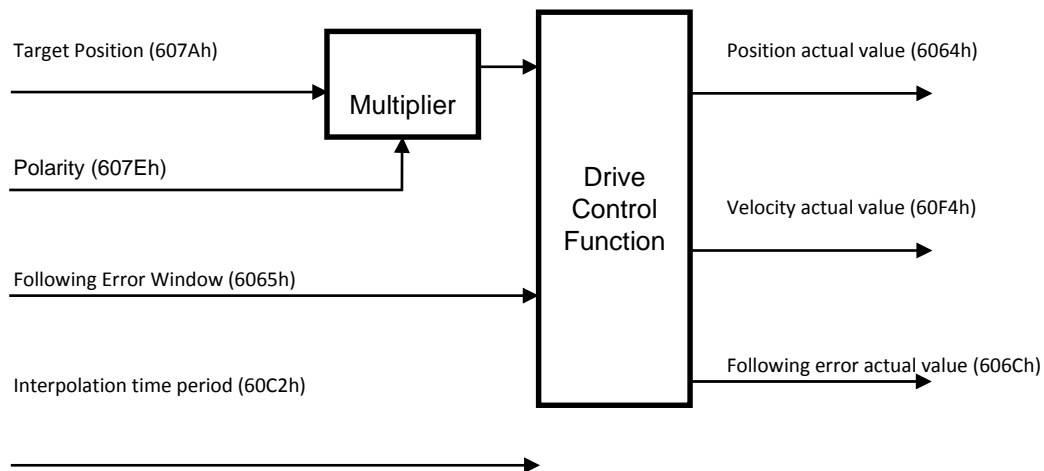 Target Position (607Ah)
Multiplier
Polarity (607Eh)
Following Error Window (6065h)
Interpolation time period (60C2h)
Drive
Control
Function
Position actual value (6064h)
Velocity actual value (60F4h)
Following error actual value (606Ch)